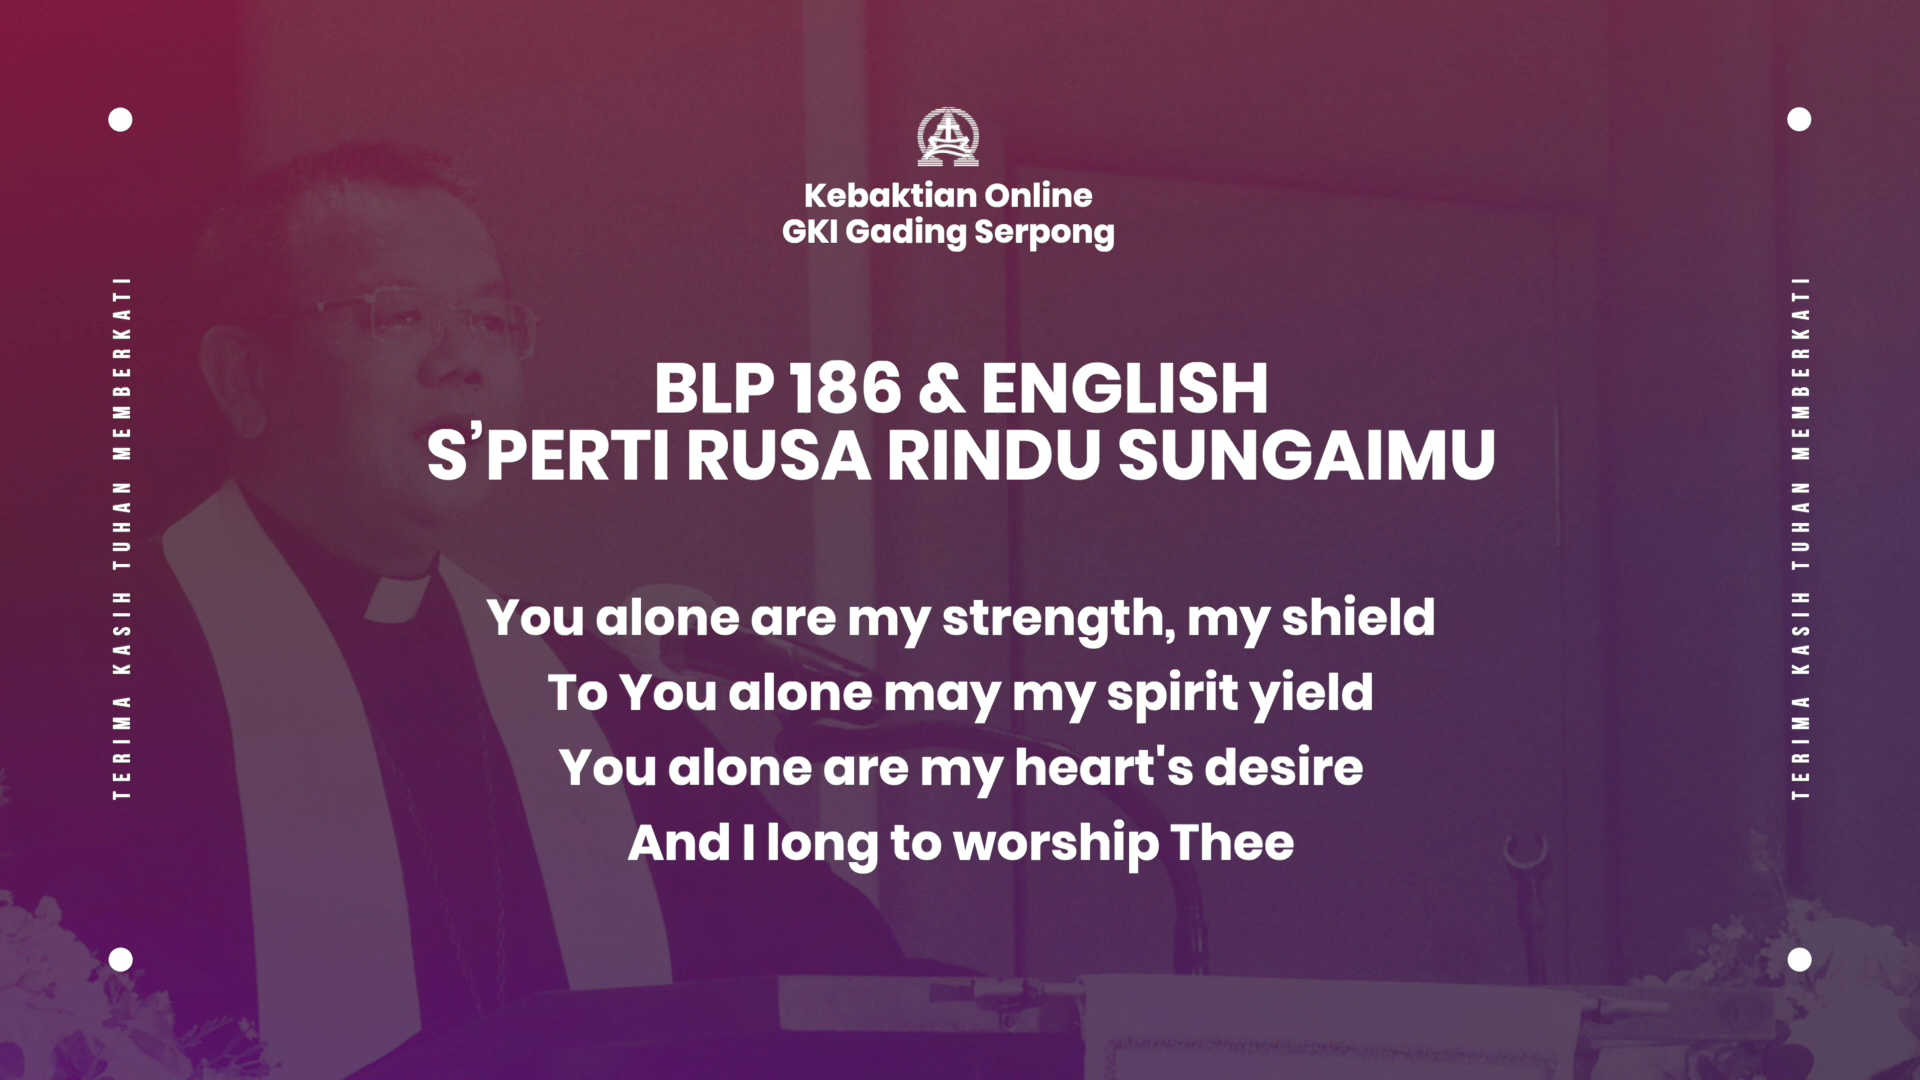 Kebaktian Online
GKI Gading Serpong
BLP 186 & ENGLISH
S’PERTI RUSA RINDU SUNGAIMU
You alone are my strength, my shield
To You alone may my spirit yield
You alone are my heart's desire
And I long to worship Thee
TERIMA KASIH TUHAN MEMBERKATI
TERIMA KASIH TUHAN MEMBERKATI